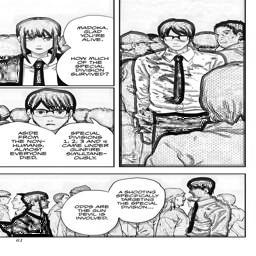 MADOKA,
GLAD
YOU'RE
ALIVE.
HOW MUCH
OF THE
SPECIAL
DIVISION
SURVIVED?
ASIDE
FROM
THE NON-
HUMANS,
ALMOST
EVERYONE
DIED.
SPECIAL
DIVISIONS
1, 2, 3 AND 4
CAME UNDER
GUNFIRE
SIMULTANE-
OUSLY.
A SHOOTING
SPECIFICALLY
TARGETING
THE SPECIAL
DIVISION...
ODDS ARE
THE GUN
DEVIL IS
INVOLVED.